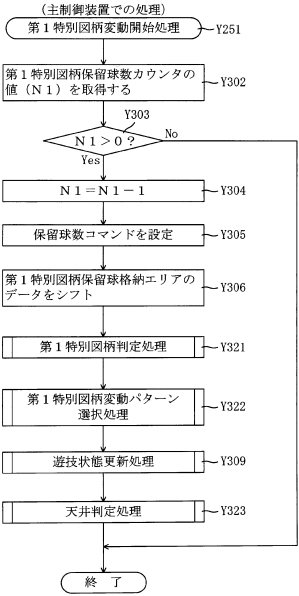 (主制御装置での処理)
第1特別図柄変動開始処理
Y251
第1特別図柄保留球数カウンタの
値(N1)を取得する
Y302
Y303
N1>0?
No
Yes
N1=N1-1
Y304
保留球数コマンドを設定
Y305
第1特別図柄保留球格納エリアの
データをシフト
Y306
第1特別図柄判定処理
Y321
第1特別図柄変動パターン
選択処理
Y322
遊技状態更新処理
Y309
天井判定処理
Y323
終 了